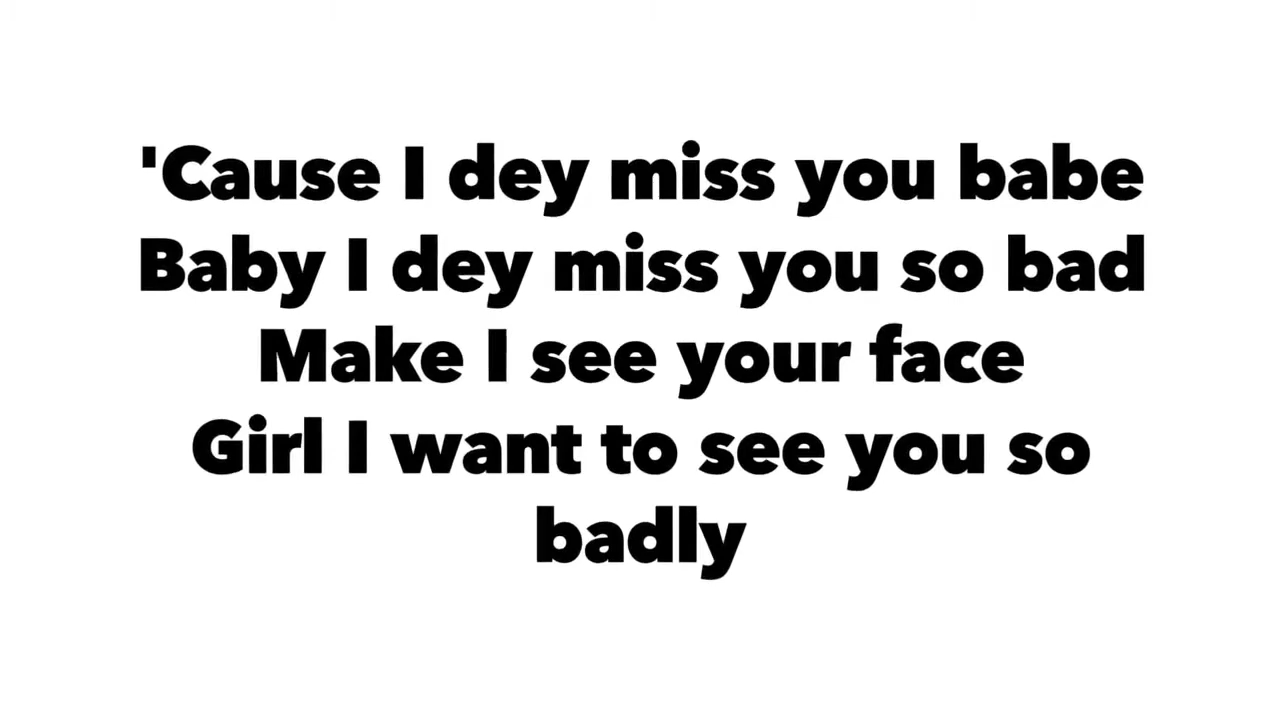 'Cause I dey miss you babe
Baby I dey miss you so bad
Make I see your face
Girl I want to see you so
badly